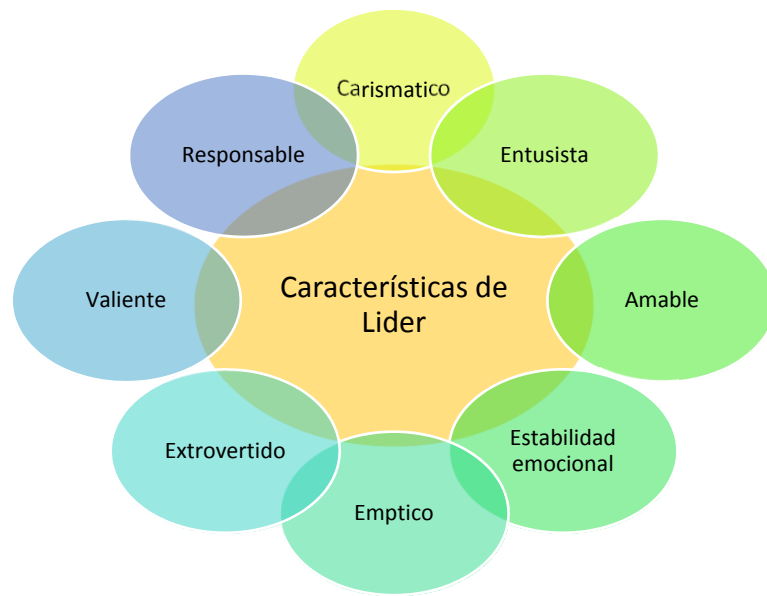 Carismatico
Responsable
Entusista
Valiente
Características de
Lider
Amable
Extrovertido
Estabilidad
emocional
Emptico